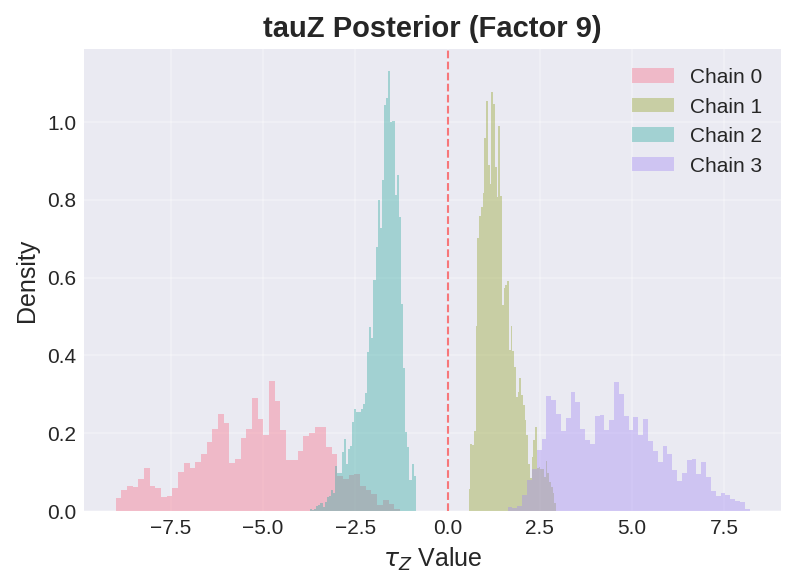 tauZ Posterior (Factor 9)
Chain 0
Chain 1
Chain 2
Chain 3
Density
1.0
0.8
0.6
0.4
0.2
0.0
−7.5 −5.0 −2.5 0.0 2.5 5.0 7.5
τ_Z Value